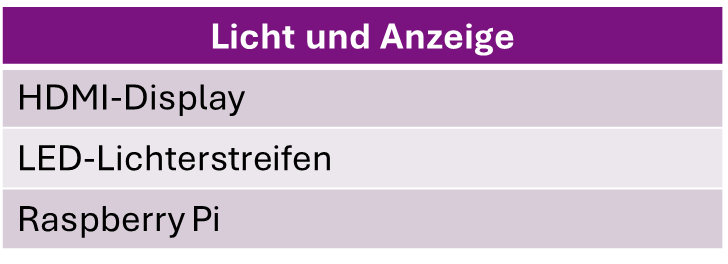 Licht und Anzeige
HDMI-Display
LED-Lichterstreifen
Raspberry Pi